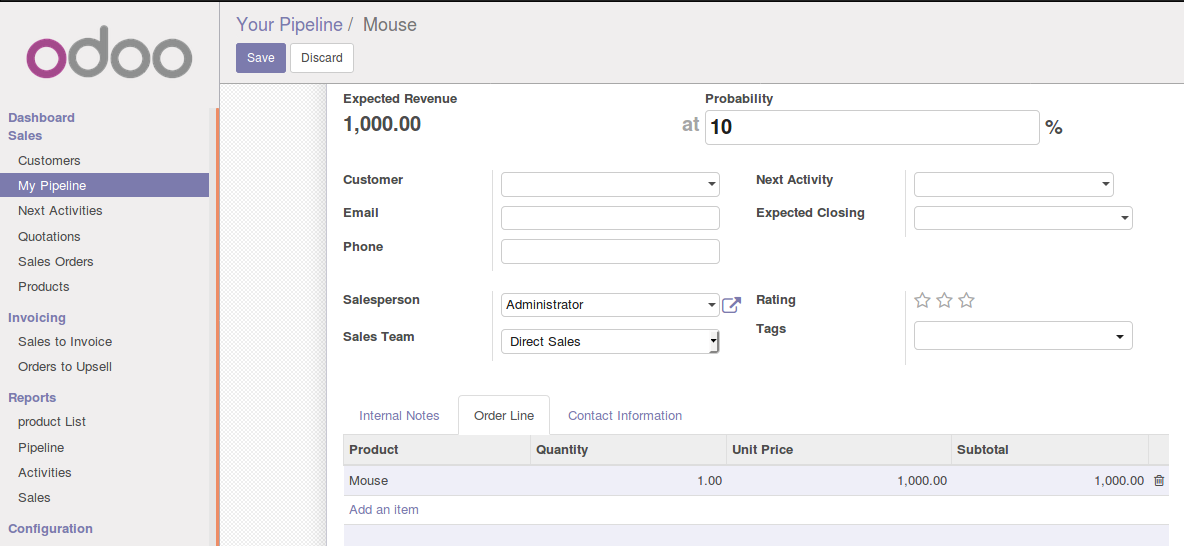 odoo
Your Pipeline / Mouse
Save Discard
Dashboard
Sales
Customers
My Pipeline
Next Activities
Quotations
Sales Orders
Products
Invoicing
Sales to Invoice
Orders to Upsell
Reports
product List
Pipeline
Activities
Sales
Configuration
Expected Revenue Probability
1,000.00 at 10 %
Customer Next Activity
Email Expected Closing
Phone
Salesperson Administrator Rating
Sales Team Direct Sales Tags
Internal Notes Order Line Contact Information
Product Quantity Unit Price Subtotal
Mouse 1.00 1,000.00 1,000.00
Add an item